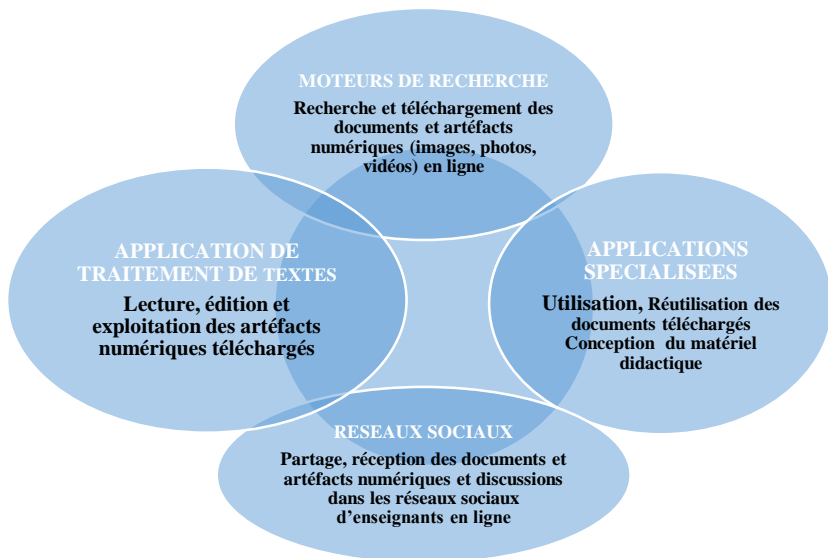 MOTEURS DE RECHERCHE
Recherche et téléchargement des
documents et artéfacts
numériques (images, photos,
vidéos) en ligne
APPLICATION DE
TRAITEMENT DE TEXTES
Lecture, édition et
exploitation des artéfacts
numériques téléchargés
APPLICATIONS
SPECIALISEES
Utilisation, Réutilisation des
documents téléchargés
Conception du matériel
didactique
RESEAUX SOCIAUX
Partage, réception des documents et
artéfacts numériques et discussions
dans les réseaux sociaux
d’enseignants en ligne